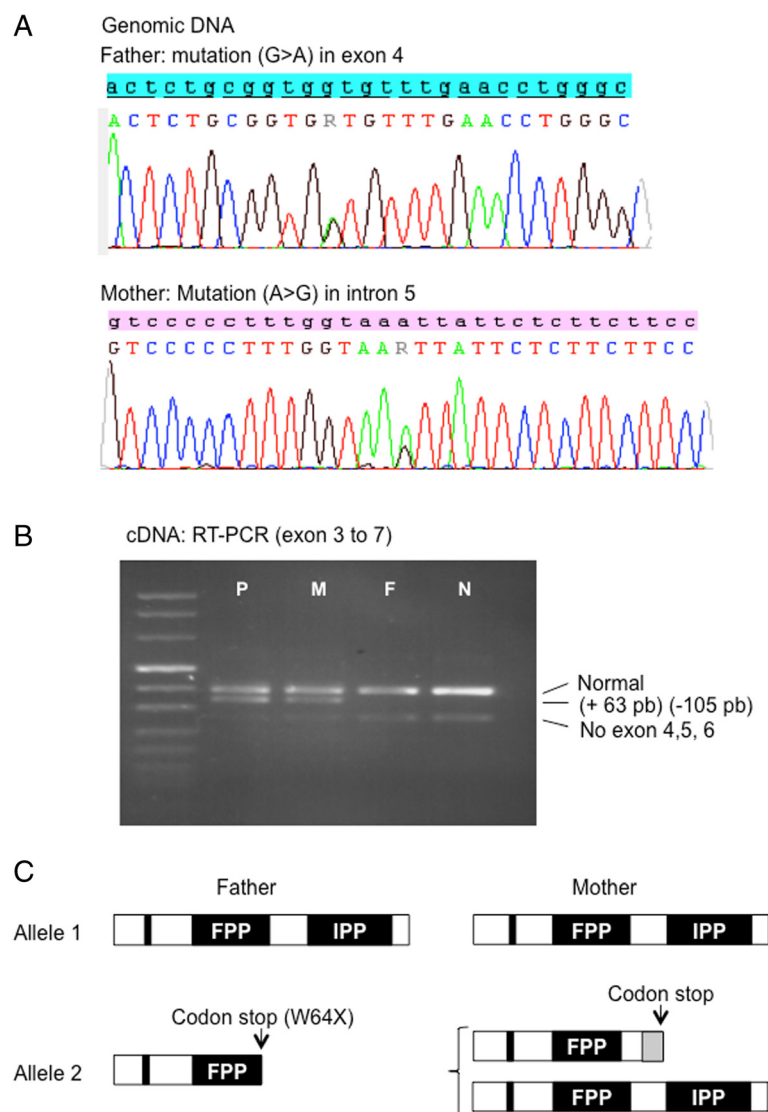 A
Genomic DNA
Father: mutation (G>A) in exon 4
actctgcggtggtgtttgaacctgggc
ACTCTGCGGTGRTGTTTGAACCTGGGC
Mother: Mutation (A>G) in intron 5
gtccccctttggtaaattattctcttcttcc
GTCCCCCTTTGGTAARTTATTCTCTTCTTCC
B
cDNA: RT-PCR (exon 3 to 7)
P M F N
Normal
(+ 63 pb) (-105 pb)
No exon 4,5, 6
C
Father Mother
Allele 1 FPP IPP FPP IPP
Codon stop (W64X) Codon stop
Allele 2 FPP FPP
FPP IPP